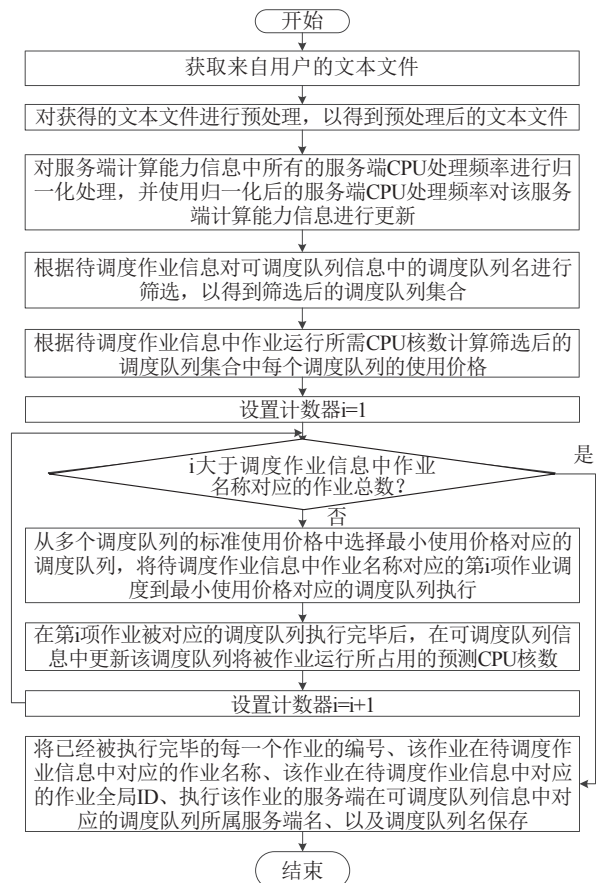 开始
获取来自用户的文本文件
对获得的文本文件进行预处理，以得到预处理后的文本文件
对服务端计算能力信息中所有的服务端CPU处理频率进行归
一化处理，并使用归一化后的服务端CPU处理频率对该服务
端计算能力信息进行更新
根据待调度作业信息对可调度队列信息中的调度队列名进行
筛选，以得到筛选后的调度队列集合
根据待调度作业信息中作业运行所需CPU核数计算筛选后的
调度队列集合中每个调度队列的使用价格
设置计数器i=1
i大于调度作业信息中作业
名称对应的作业总数？
是
否
从多个调度队列的标准使用价格中选择最小使用价格对应的
调度队列，将待调度作业信息中作业名称对应的第i项作业调
度到最小使用价格对应的调度队列执行
在第i项作业被对应的调度队列执行完毕后，在可调度队列信
息中更新该调度队列将被作业运行所占用的预测CPU核数
设置计数器i=i+1
将已经被执行完毕的每一个作业的编号、该作业在待调度作
业信息中对应的作业名称、该作业在待调度作业信息中对应
的作业全局ID、执行该作业的服务端在可调度队列信息中对
应的调度队列所属服务端名、以及调度队列名保存
结束